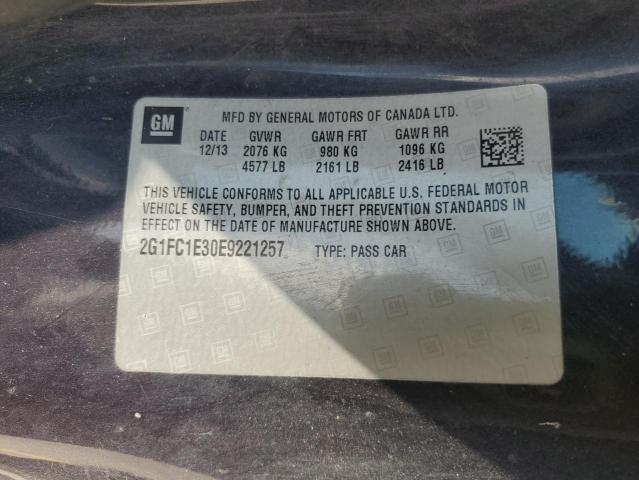 GM
MFD BY GENERAL MOTORS OF CANADA LTD.
DATE GVWR GAWR FRT GAWR RR
12/13 2076 KG 980 KG 1096 KG
4577 LB 2161 LB 2416 LB
THIS VEHICLE CONFORMS TO ALL APPLICABLE U.S. FEDERAL MOTOR
VEHICLE SAFETY, BUMPER, AND THEFT PREVENTION STANDARDS IN
EFFECT ON THE DATE OF MANUFACTURE SHOWN ABOVE.
2G1FC1E30E9221257 TYPE: PASS CAR